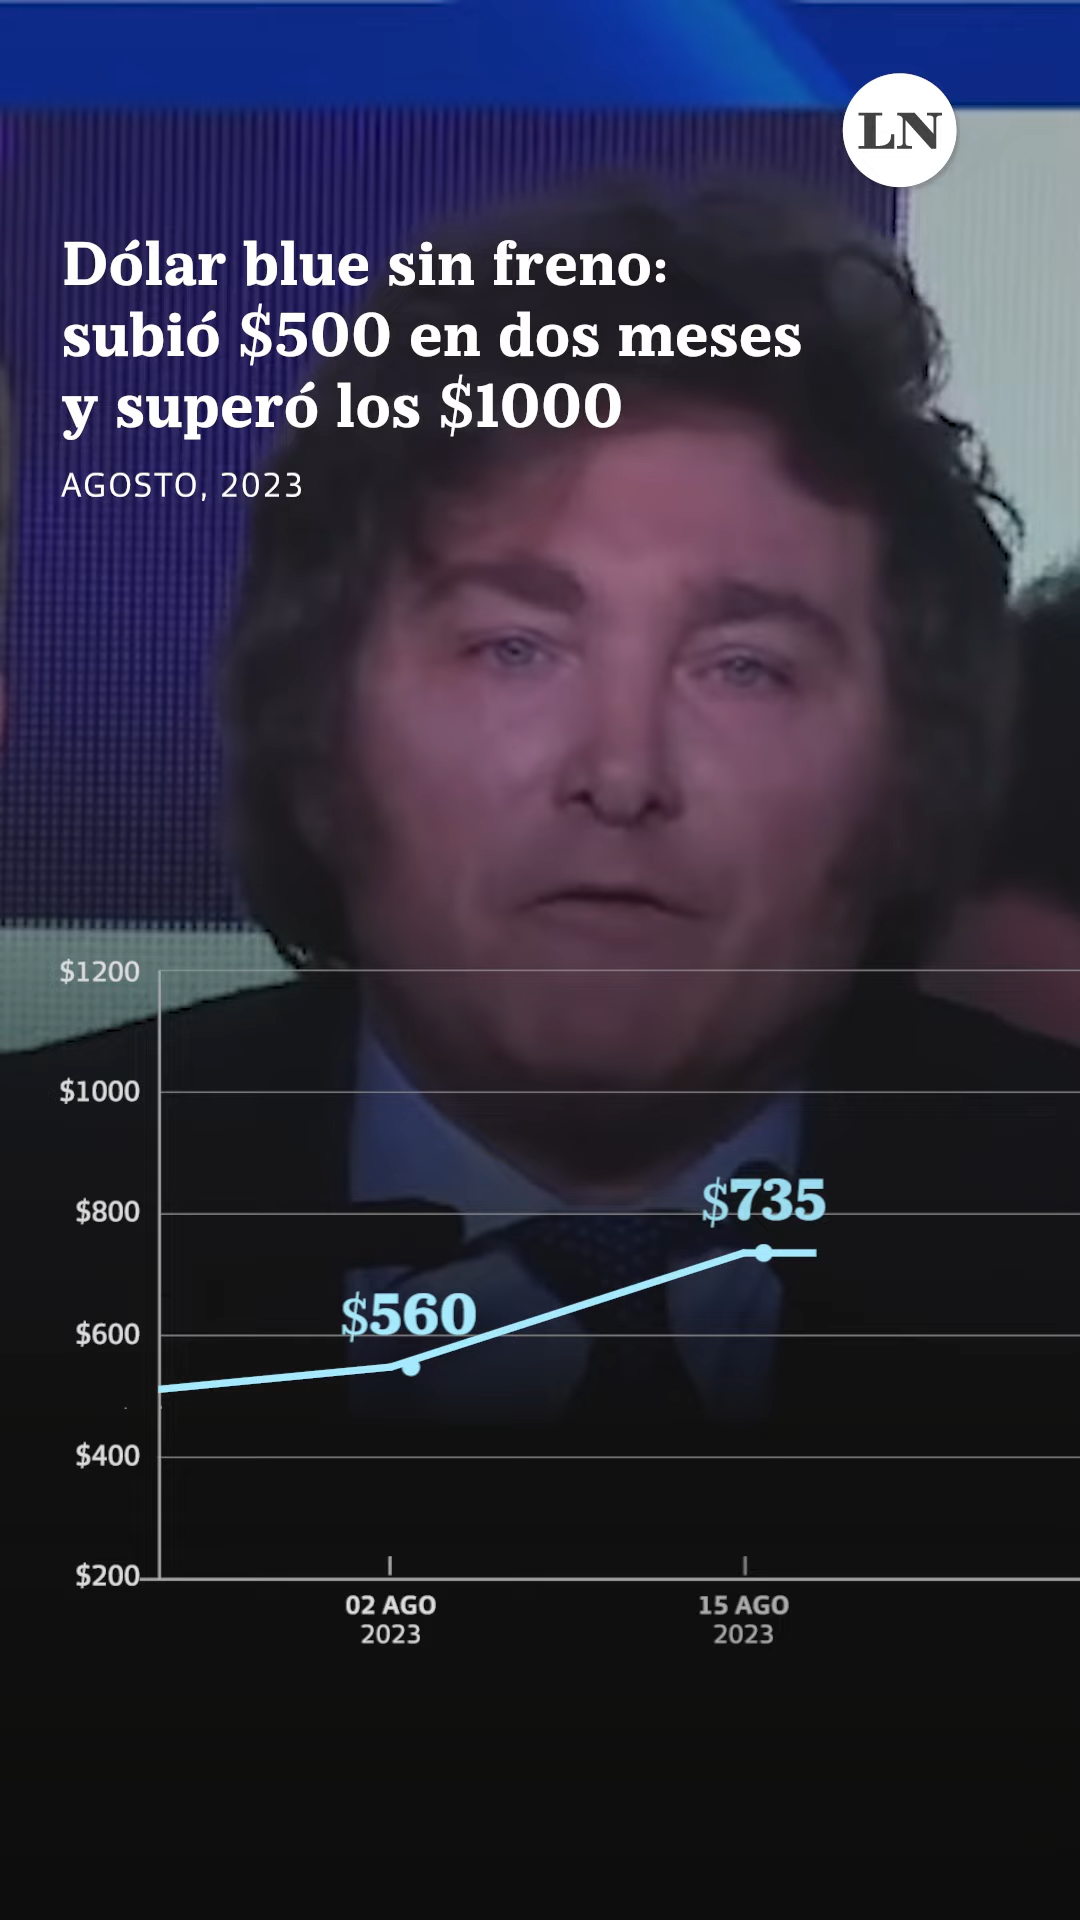 LN
Dólar blue sin freno:
subió $500 en dos meses
y superó los $1000
AGOSTO, 2023
$1200
$1000
$800
$600
$400
$200
$735
$560
02 AGO
2023
15 AGO
2023